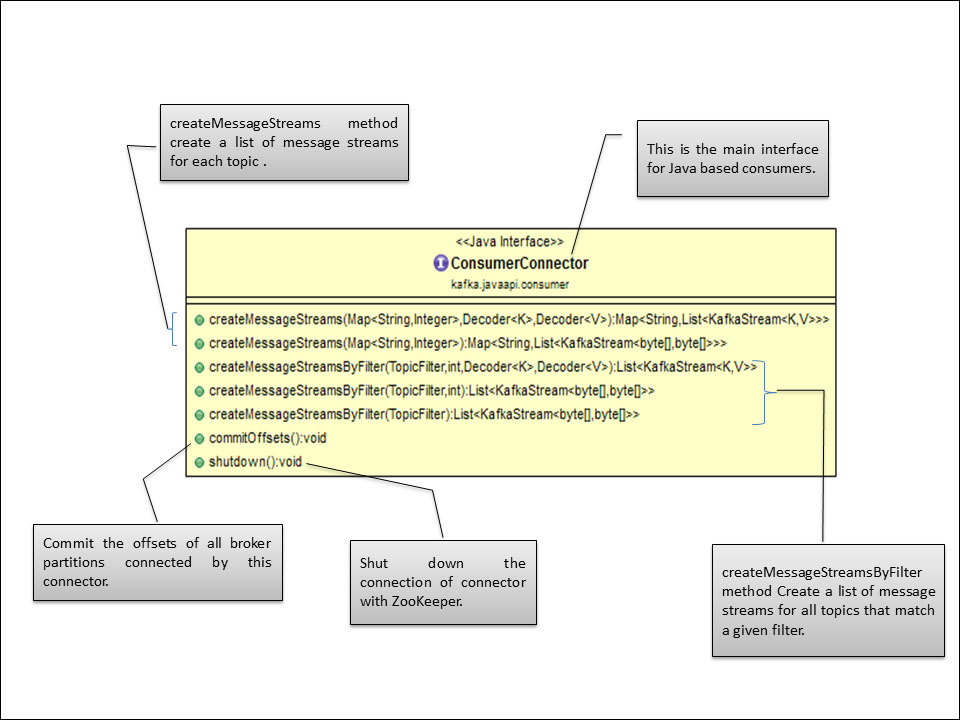 createMessageStreams method
create a list of message streams
for each topic .
This is the main interface
for Java based consumers.
<<Java Interface>>
I ConsumerConnector
kafka.javaapi.consumer
createMessageStreams(Map<String,Integer>,Decoder<K>,Decoder<V>):Map<String,List<KafkaStream<K,V>>>
createMessageStreams(Map<String,Integer>):Map<String,List<KafkaStream<byte[],byte[]>>>
createMessageStreamsByFilter(TopicFilter,int,Decoder<K>,Decoder<V>):List<KafkaStream<K,V>>
createMessageStreamsByFilter(TopicFilter,int):List<KafkaStream<byte[],byte[]>>
createMessageStreamsByFilter(TopicFilter):List<KafkaStream<byte[],byte[]>>
commitOffsets():void
shutdown():void
Commit the offsets of all broker
partitions connected by this
connector.
Shut down the
connection of connector
with ZooKeeper.
createMessageStreamsByFilter
method Create a list of message
streams for all topics that match
a given filter.